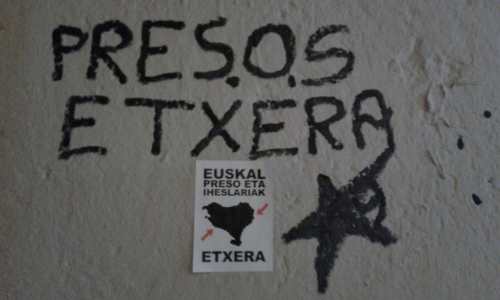 PRES.O.S
ETXERA
EUSKAL
PRESO ETA
IHESLARIAK
ETXERA